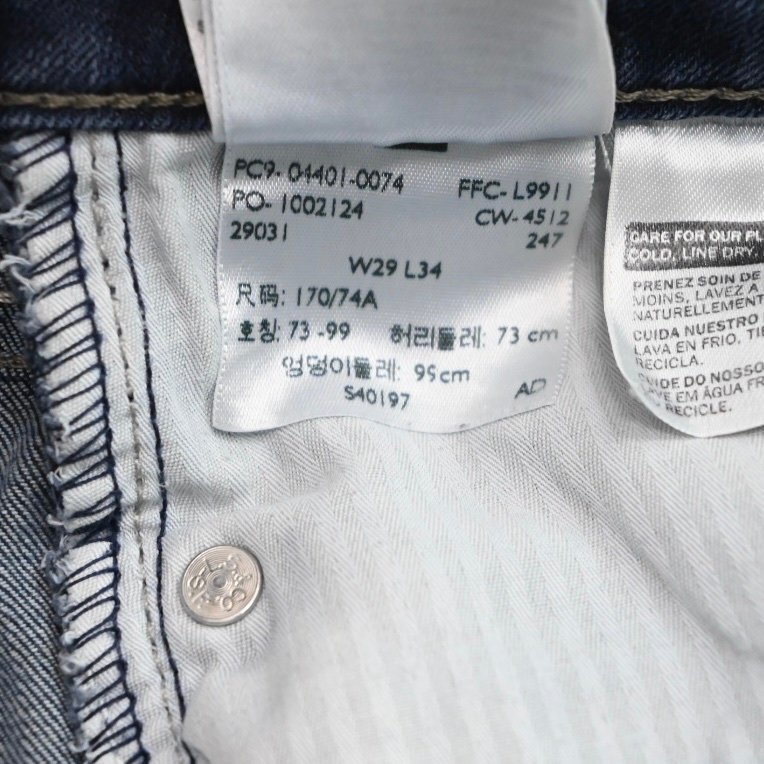 PC9- 04401-0074 FFC- L9911
PO- 1002124 CW- 4512
29031 247
W29 L34
尺码: 170/74A
호칭: 73 -99 허리둘레: 73 cm
엉덩이둘레: 99cm
S40197 AD
CARE FOR OUR PL
COLD, LINE DRY,
PRENEZ SOIN DE
MOINS, LAVEZ A
NATURELLEMENT
CUIDA NUESTRO
LAVA EN FRIO, TIE
RECICLA.
CUIDE DO NOSSO
VE EM ÁGUA FR
RECICLE.